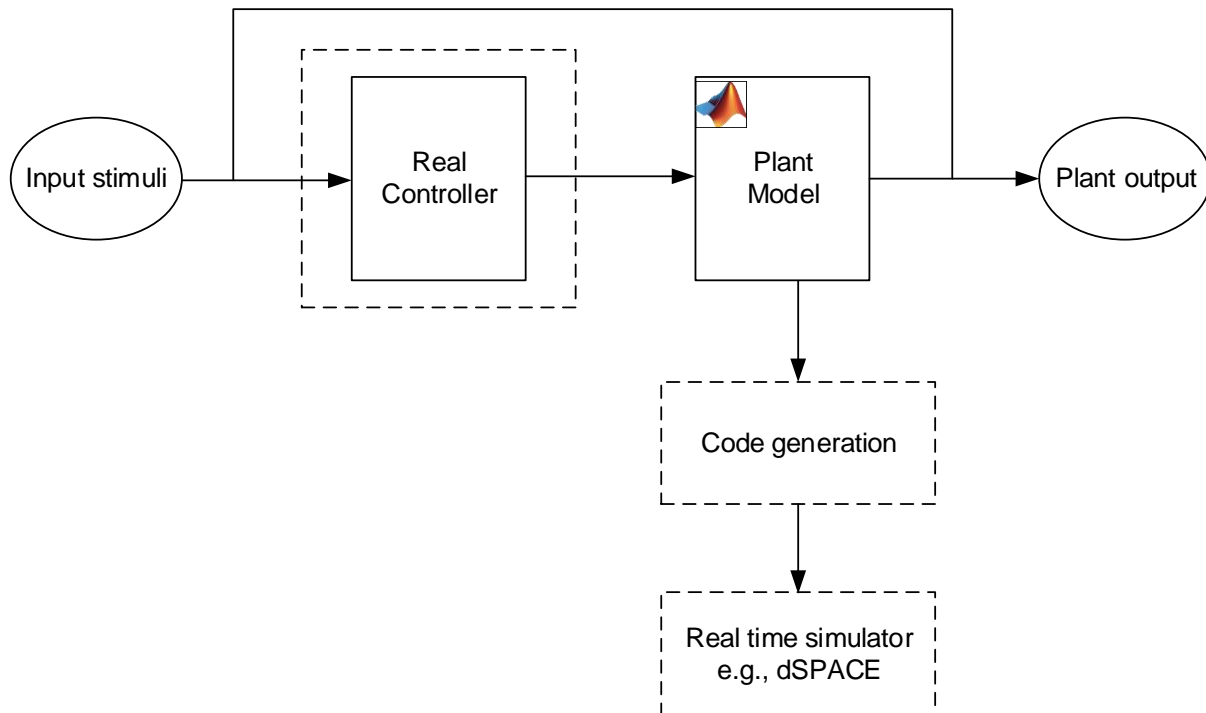 Input stimuli
Real
Controller
Plant
Model
Plant output
Code generation
Real time simulator
e.g., dSPACE